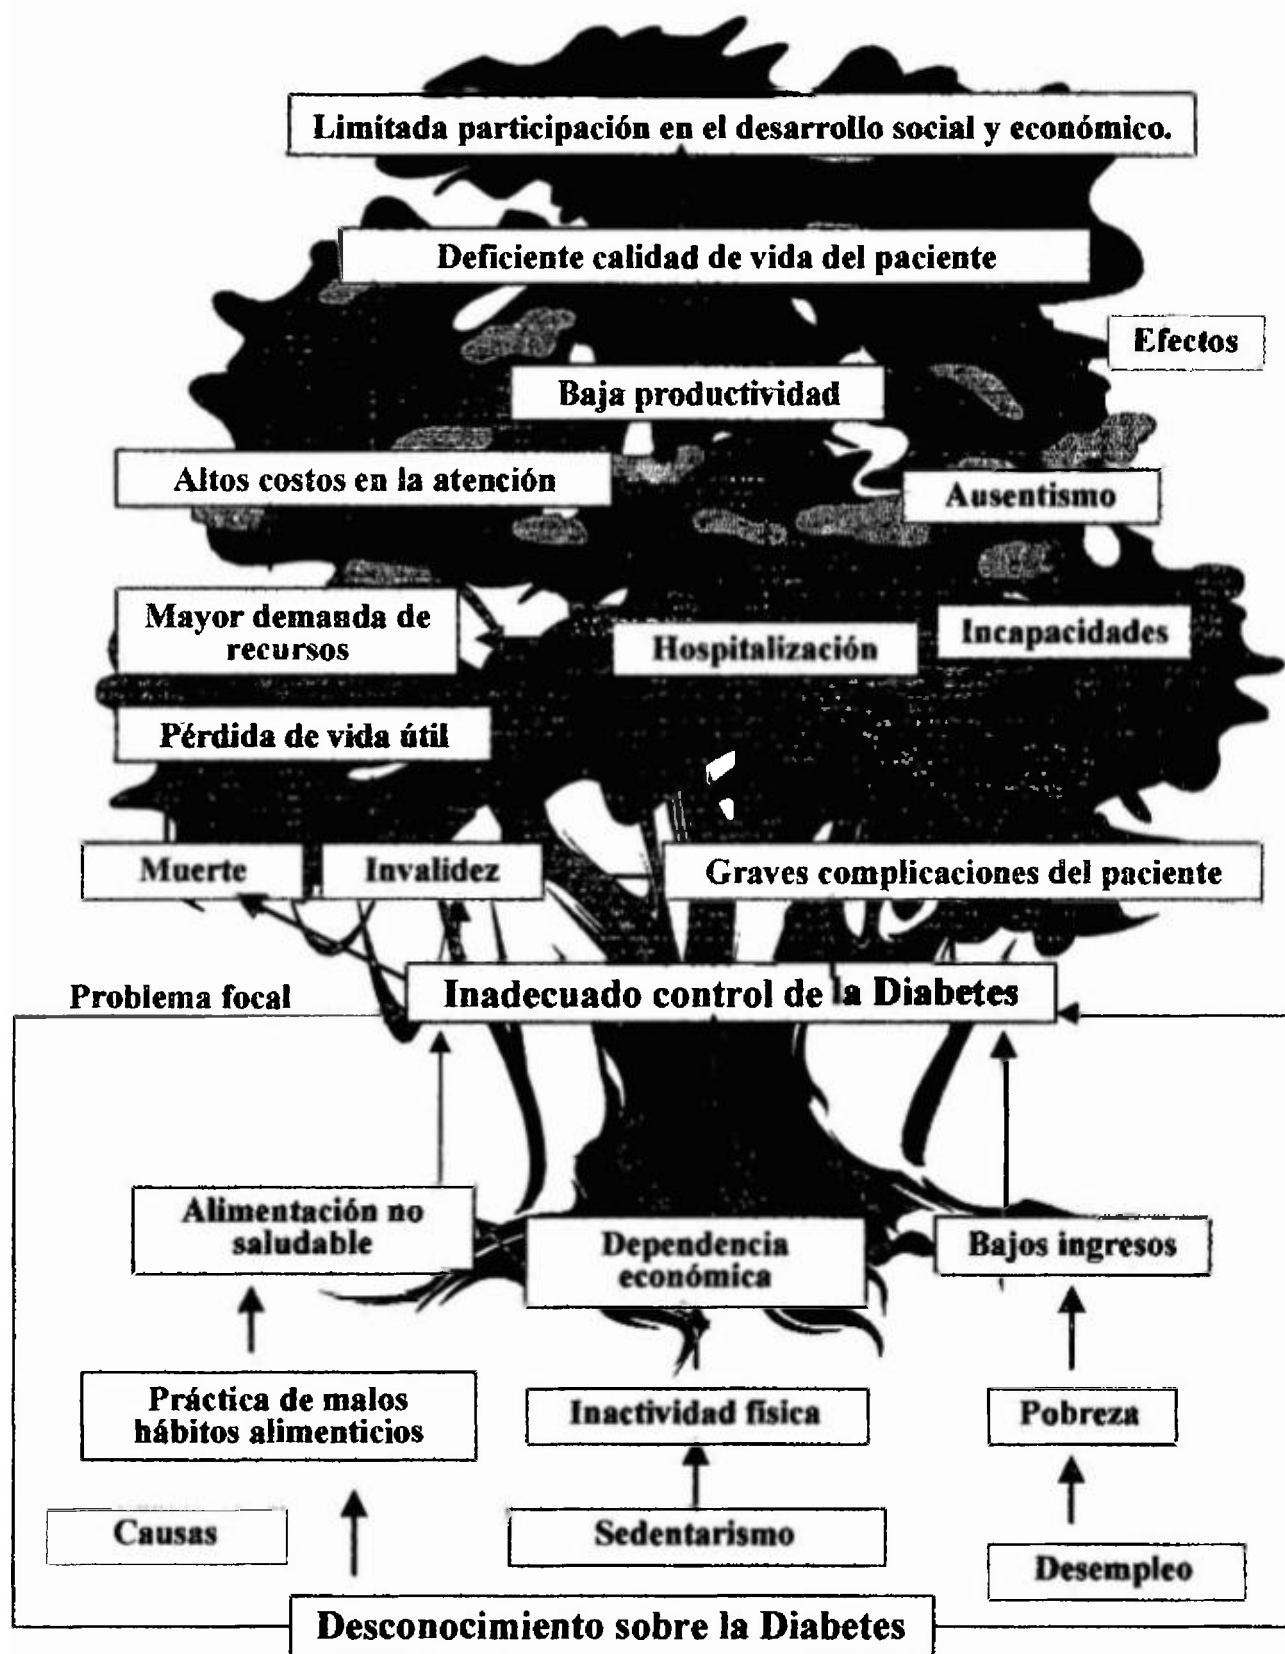 Limitada participación en el desarrollo social y económico.
Deficiente calidad de vida del paciente
Efectos
Baja productividad
Altos costos en la atención
Ausentismo
Mayor demanda de
recursos
Hospitalización
Incapacidades
Pérdida de vida útil
Muerte
Invalidez
Graves complicaciones del paciente
Problema focal
Inadecuado control de la Diabetes
Alimentación no
saludable
Dependencia
económica
Bajos ingresos
Práctica de malos
hábitos alimenticios
Inactividad física
Pobreza
Causas
Sedentarismo
Desempleo
Desconocimiento sobre la Diabetes